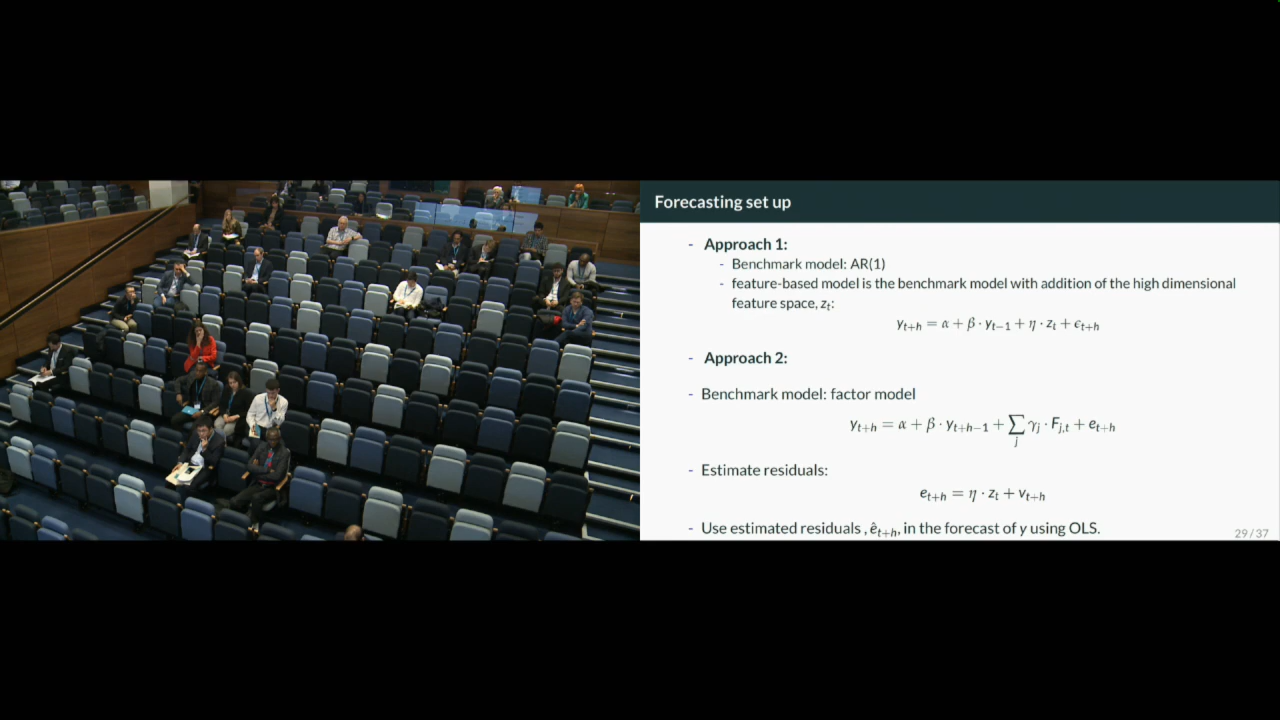 Forecasting set up
- Approach 1:
- Benchmark model: AR(1)
- feature-based model is the benchmark model with addition of the high dimensional
feature space, z_t:
y_{t+h} = α + β · y_{t−1} + η · z_t + ϵ_{t+h}
- Approach 2:
- Benchmark model: factor model
y_{t+h} = α + β · y_{t+h−1} + ∑_j γ_j · F_{j,t} + e_{t+h}
- Estimate residuals:
e_{t+h} = η · z_t + v_{t+h}
- Use estimated residuals , ê_{t+h}, in the forecast of y using OLS.
29 / 37